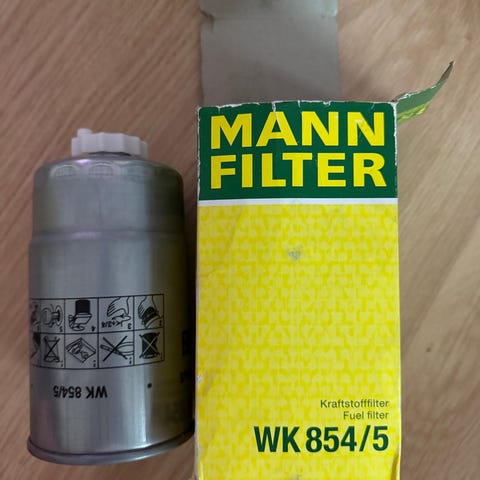 MANN
FILTER
Kraftstofffilter
Fuel filter
WK 854/5
WK 854/5